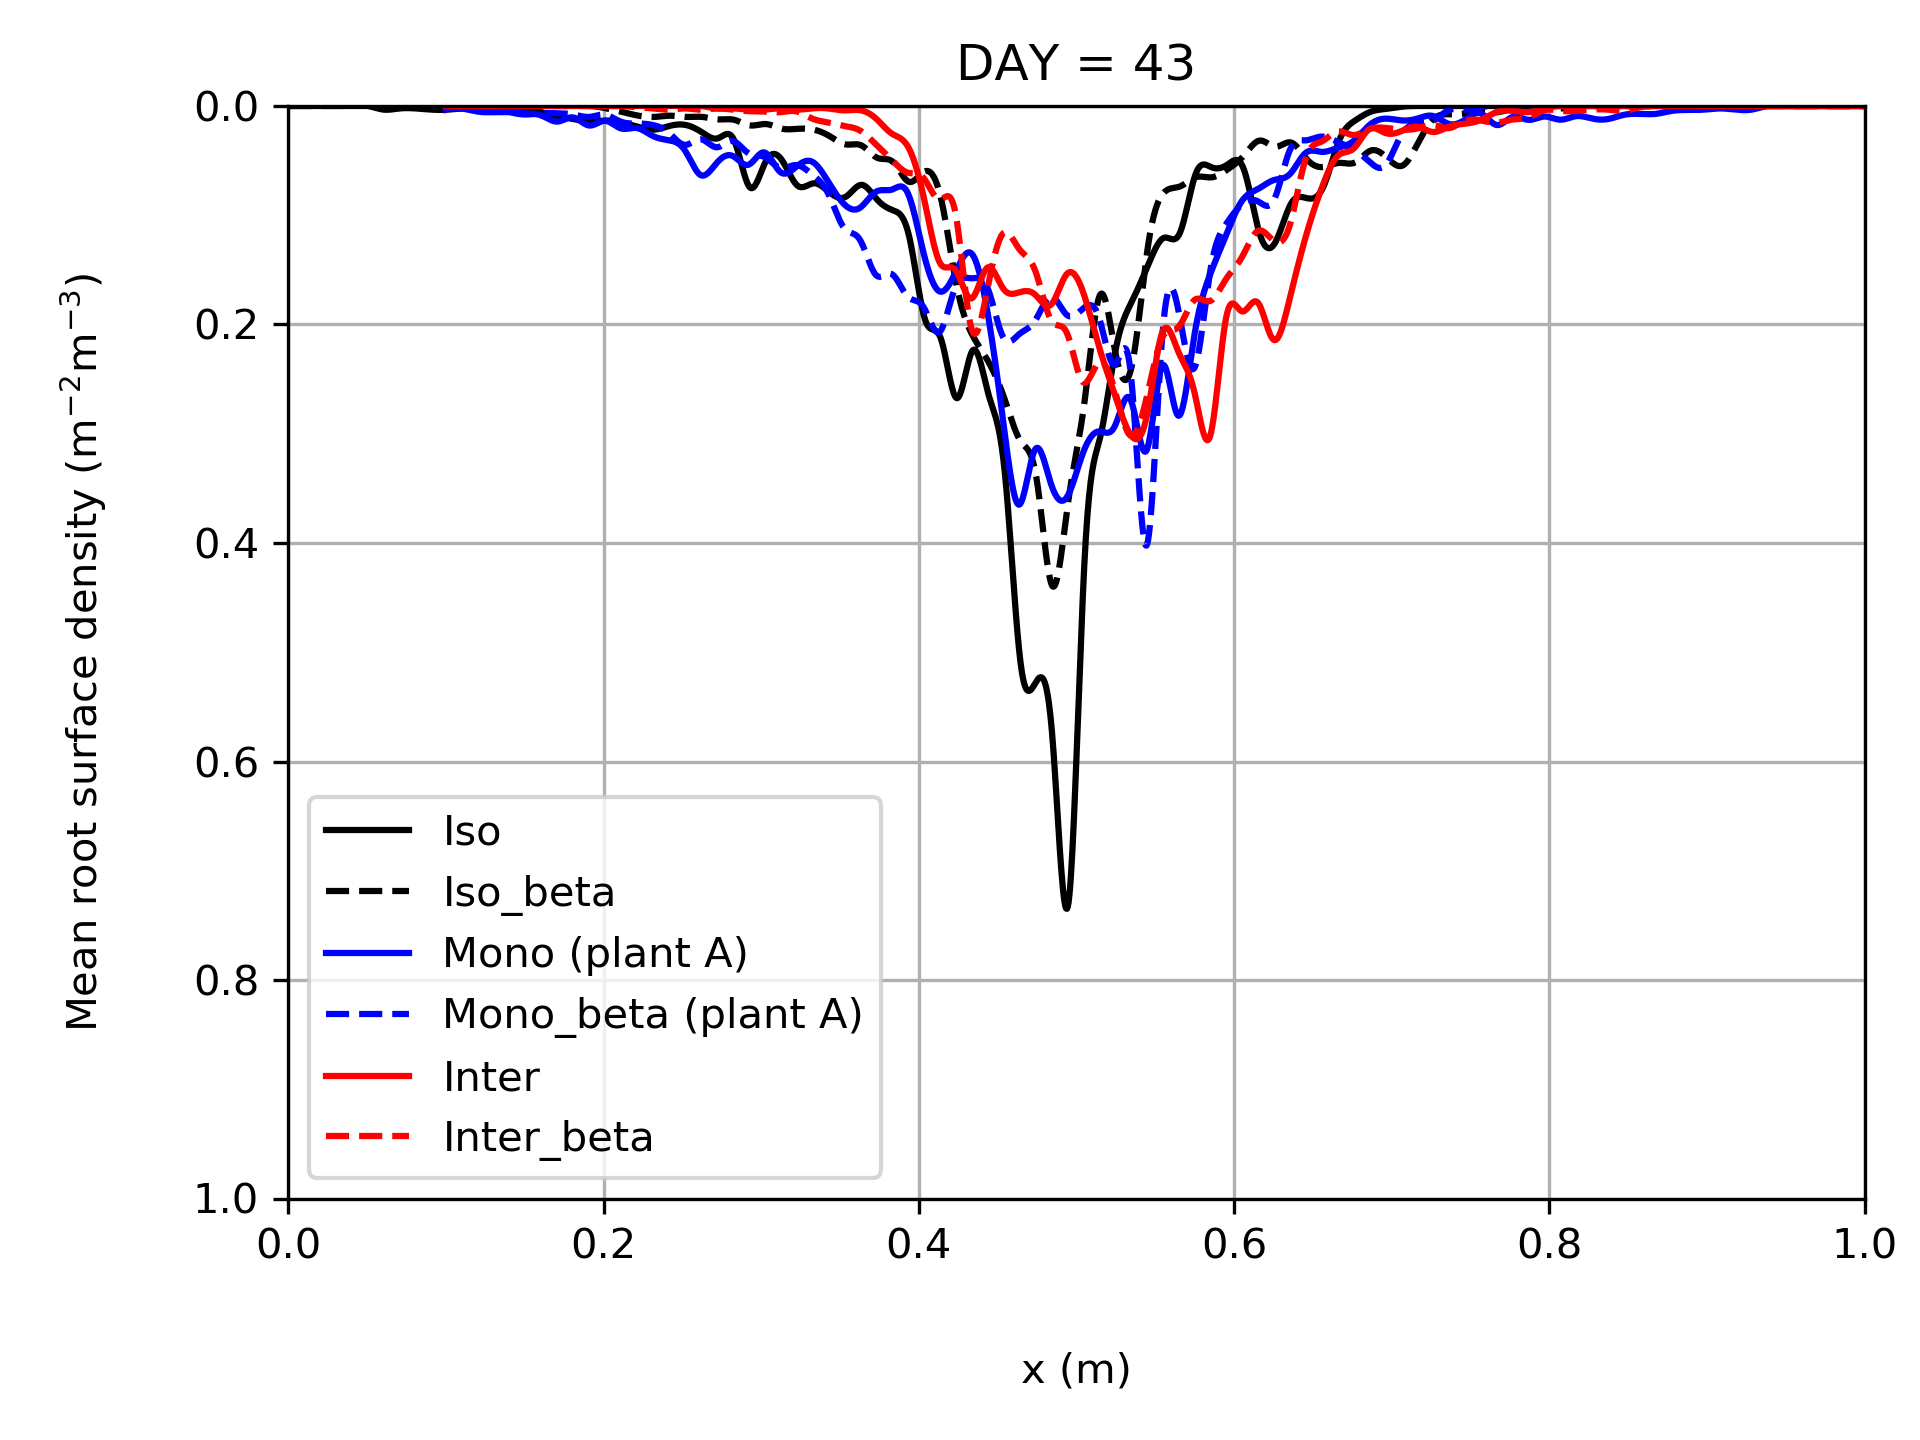 DAY = 43
0.0
0.2
0.4
0.6
0.8
1.0
Mean root surface density (m⁻²m⁻³)
Iso
Iso_beta
Mono (plant A)
Mono_beta (plant A)
Inter
Inter_beta
0.0 0.2 0.4 0.6 0.8 1.0
x (m)